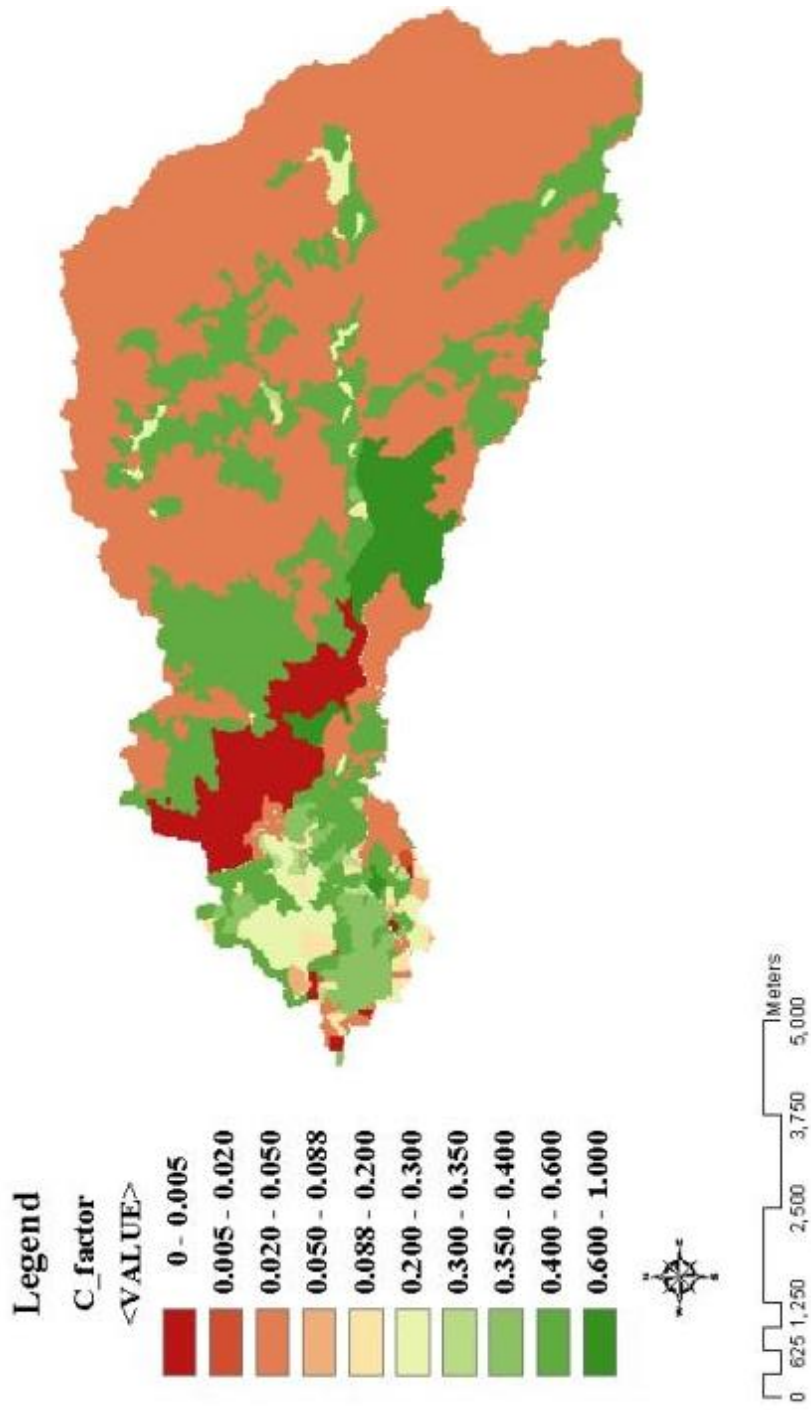 Legend
C_factor
<VALUE>
0 - 0.005
0.005 - 0.020
0.020 - 0.050
0.050 - 0.088
0.088 - 0.200
0.200 - 0.300
0.300 - 0.350
0.350 - 0.400
0.400 - 0.600
0.600 - 1.000
N
W E
S
Meters
0 625 1,250 2,500 3,750 5,000